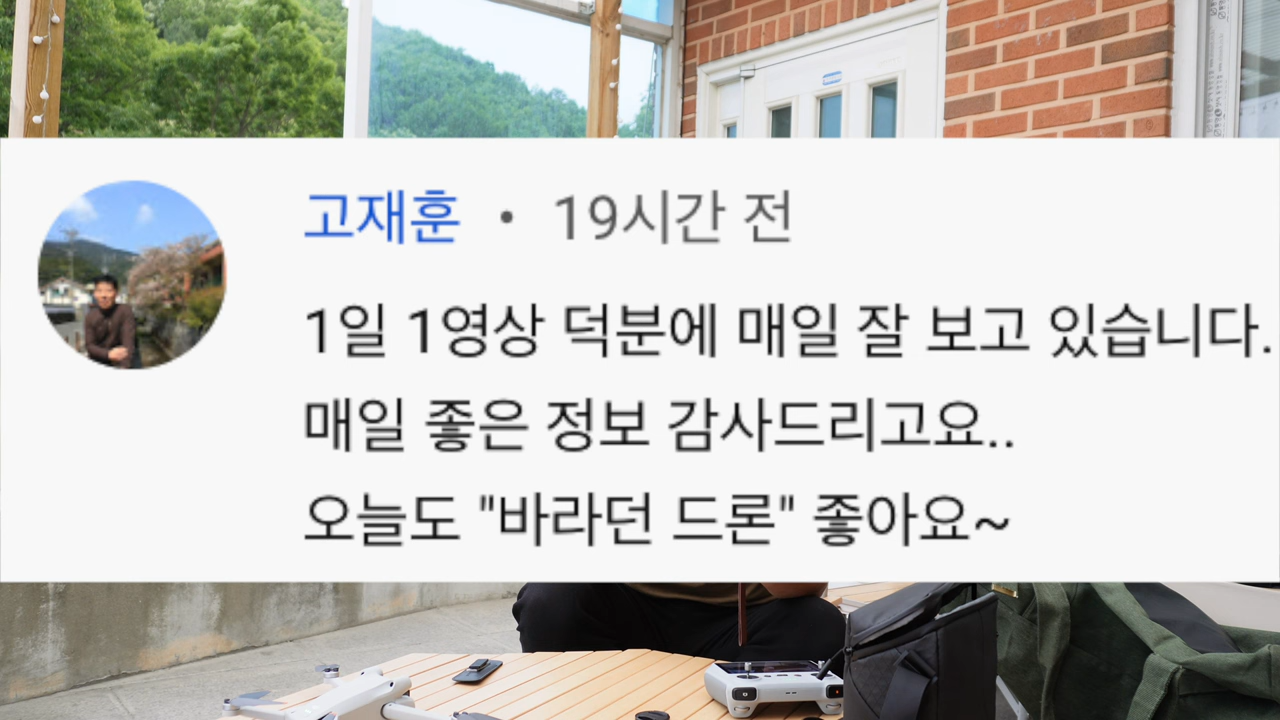 고재훈 • 19시간 전
1일 1영상 덕분에 매일 잘 보고 있습니다.
매일 좋은 정보 감사드리고요..
오늘도 "바라던 드론" 좋아요~